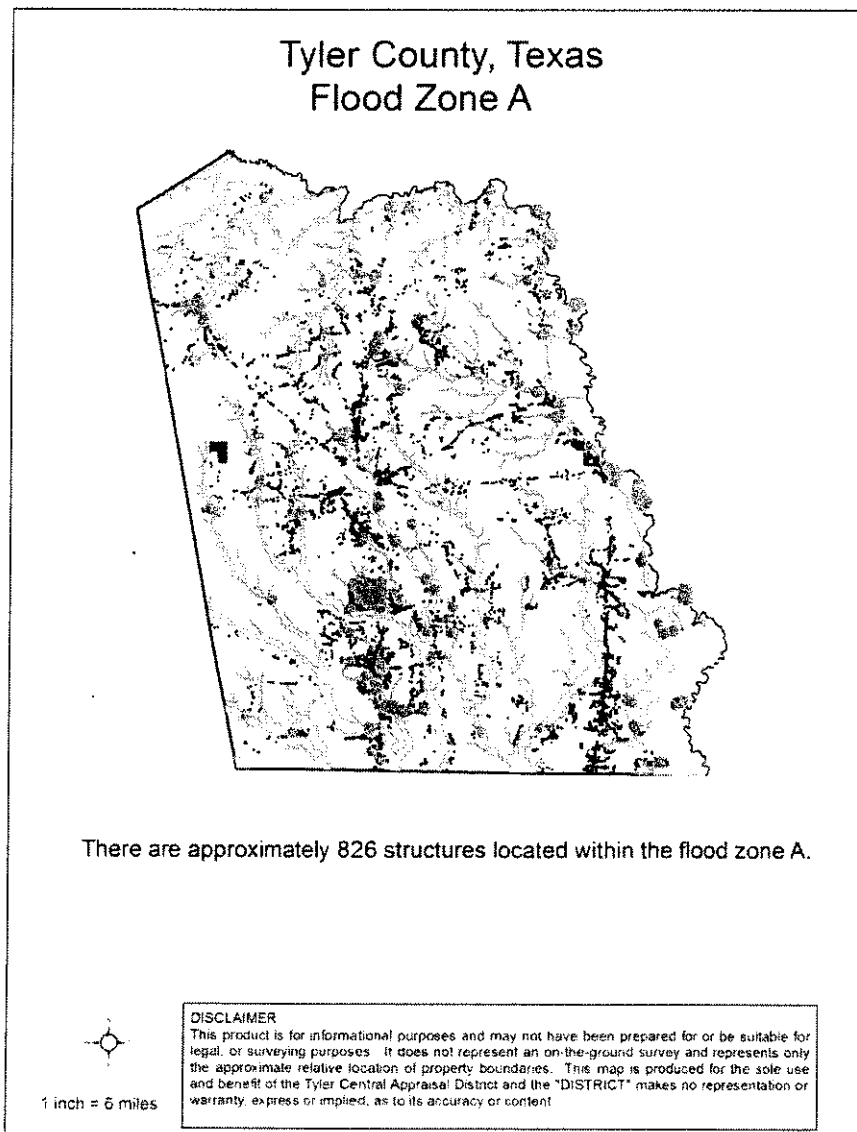 Tyler County, Texas
Flood Zone A
There are approximately 826 structures located within the flood zone A.
DISCLAIMER
This product is for informational purposes and may not have been prepared for or be suitable for
legal, or surveying purposes. It does not represent an on-the-ground survey and represents only
the approximate relative location of property boundaries. This map is produced for the sole use
and benefit of the Tyler Central Appraisal District and the "DISTRICT" makes no representation or
warranty, express or implied, as to its accuracy or content
1 inch = 6 miles